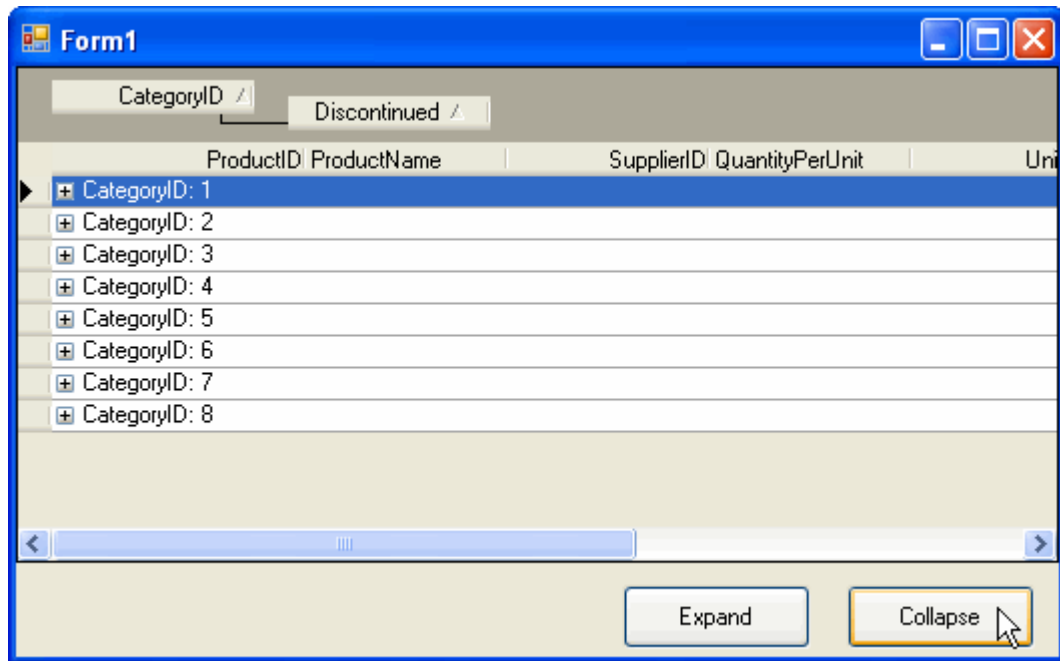 Form1
CategoryID
Discontinued
ProductID ProductName SupplierID QuantityPerUnit Uni
CategoryID: 1
CategoryID: 2
CategoryID: 3
CategoryID: 4
CategoryID: 5
CategoryID: 6
CategoryID: 7
CategoryID: 8
Expand Collapse